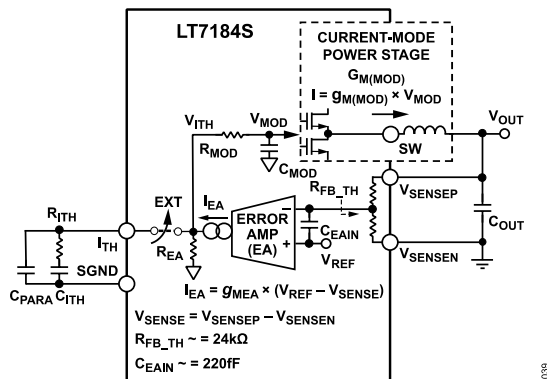 LT7184S
CURRENT-MODE
POWER STAGE
GM(MOD)
I = gM(MOD) × VMOD
VITH
VMOD
VOUT
RMOD
CMOD
SW
RFB_TH
VSENSEP
EXT
IEA
RITH
ITH
ERROR
AMP
(EA)
−
+
CEAIN
COUT
REA
VREF
VSENSEN
SGND
CPARA CITH
IEA = gMEA × (VREF − VSENSE)
VSENSE = VSENSEP − VSENSEN
RFB_TH ~ = 24kΩ
CEAIN ~ = 220fF
039